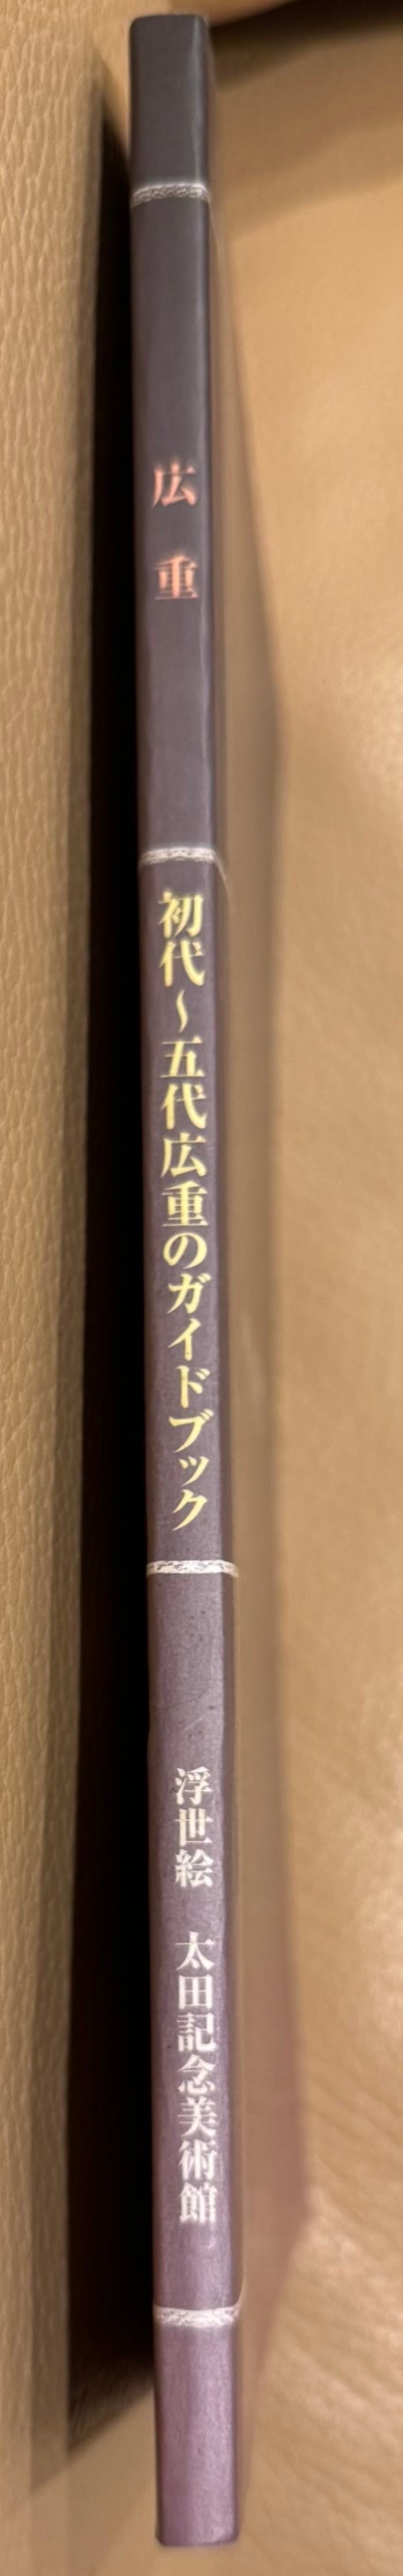 広重
初代〜五代広重のガイドブック
浮世絵 太田記念美術館